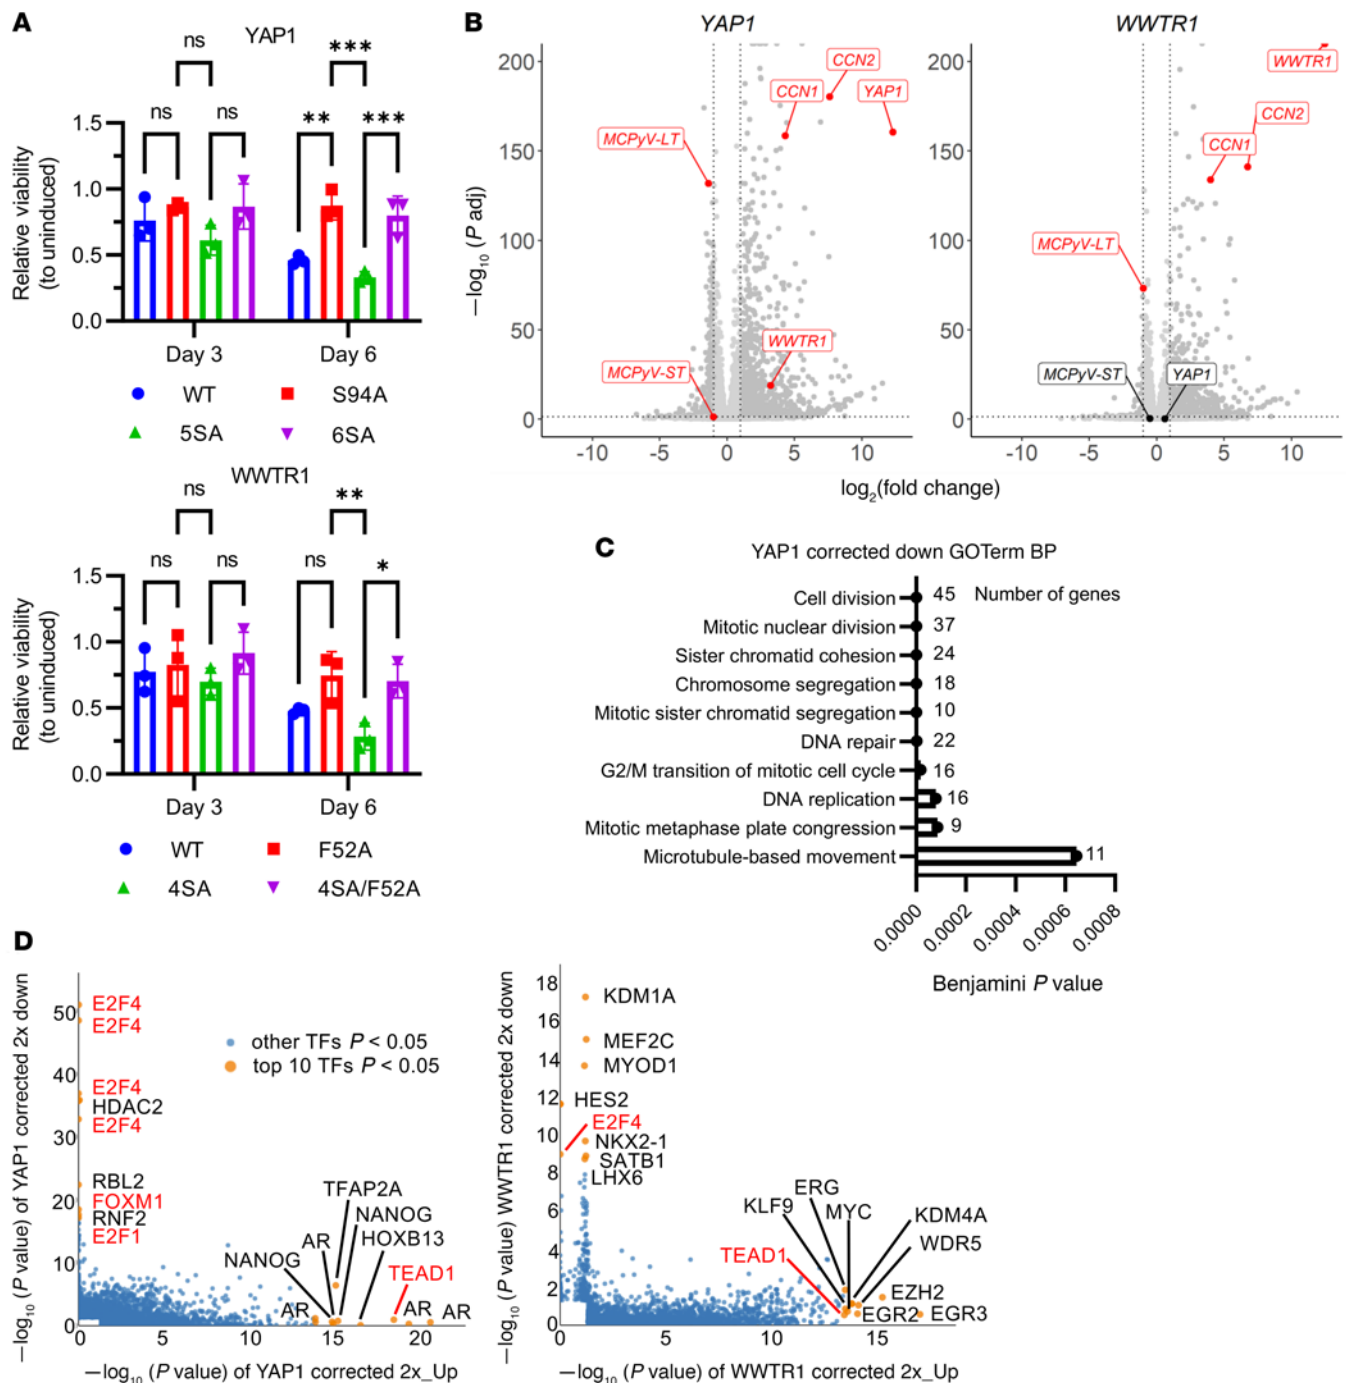 A
YAP1
ns
***
ns
ns
**
***
Relative viability
(to uninduced)
1.5
1.0
0.5
0.0
Day 3
Day 6
WT
S94A
5SA
6SA
WWTR1
ns
**
ns
ns
ns
*
Relative viability
(to uninduced)
1.5
1.0
0.5
0.0
Day 3
Day 6
WT
F52A
4SA
4SA/F52A
B
YAP1
—log10 (P adj)
200
150
100
50
0
CCN2
CCN1
YAP1
MCPyV-LT
WWTR1
MCPyV-ST
-10
-5
0
5
10
WWTR1
200
150
100
50
0
WWTR1
CCN2
CCN1
MCPyV-LT
MCPyV-ST
YAP1
-10
-5
0
5
10
log2(fold change)
C
YAP1 corrected down GOTerm BP
Number of genes
Cell division 45
Mitotic nuclear division 37
Sister chromatid cohesion 24
Chromosome segregation 18
Mitotic sister chromatid segregation 10
DNA repair 22
G2/M transition of mitotic cell cycle 16
DNA replication 16
Mitotic metaphase plate congression 9
Microtubule-based movement 11
0.0000
0.0002
0.0004
0.0006
0.0008
Benjamini P value
D
—log10 (P value) of YAP1 corrected 2x down
50
40
30
20
10
0
E2F4
E2F4
E2F4
HDAC2
E2F4
RBL2
FOXM1
RNF2
E2F1
other TFs P < 0.05
top 10 TFs P < 0.05
TFAP2A
NANOG
AR
HOXB13
NANOG
TEAD1
AR
AR
AR
0
5
10
15
20
—log10 (P value) of YAP1 corrected 2x_Up
—log10 (P value) WWTR1 corrected 2x down
18
16
14
12
10
8
6
4
2
0
KDM1A
MEF2C
MYOD1
HES2
E2F4
NKX2-1
SATB1
LHX6
ERG
KLF9
MYC
KDM4A
WDR5
TEAD1
EZH2
EGR2
EGR3
0
5
10
15
—log10 (P value) of WWTR1 corrected 2x_Up